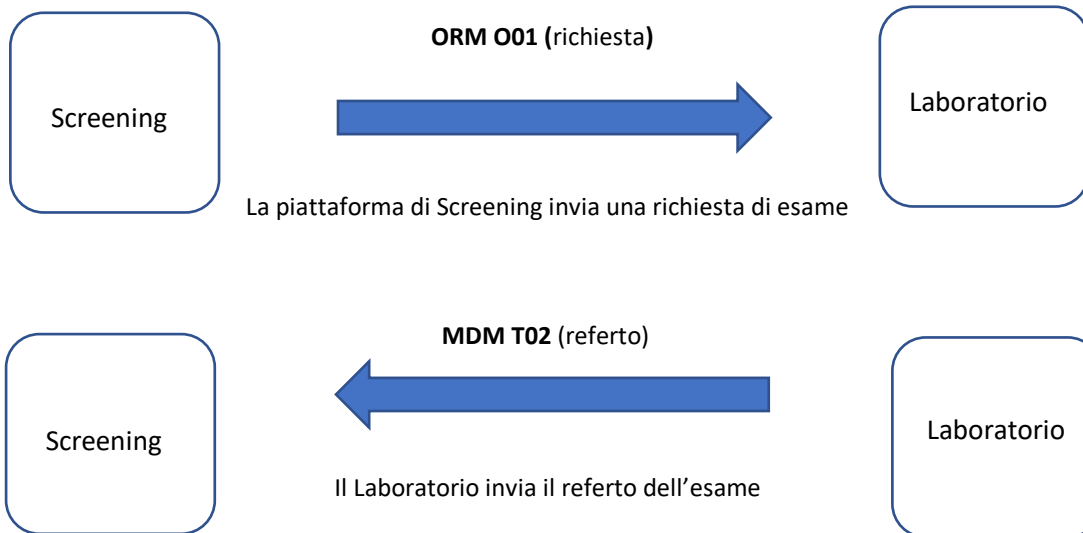 ORM O01 (richiesta)
Screening
Laboratorio
La piattaforma di Screening invia una richiesta di esame
MDM T02 (referto)
Screening
Laboratorio
Il Laboratorio invia il referto dell’esame